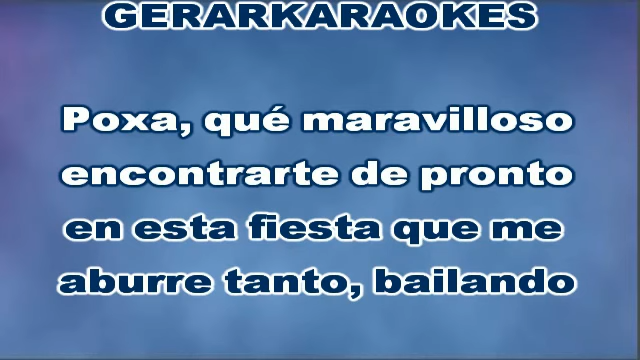 GERARKARAOKES
Poxa, qué maravilloso
encontrarte de pronto
en esta fiesta que me
aburre tanto, bailando